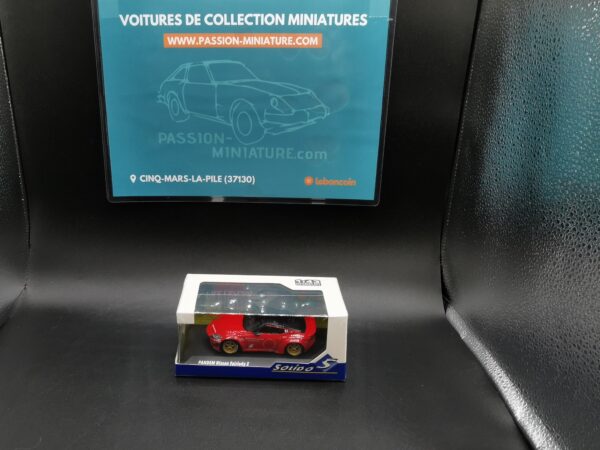 VOITURES DE COLLECTION MINIATURES
WWW.PASSION-MINIATURE.COM
PASSION-
MINIATURE.com
CINQ-MARS-LA-PILE (37130)
leboncoin
1:43
PANDEM Nissan Fairlady Z
Solido S